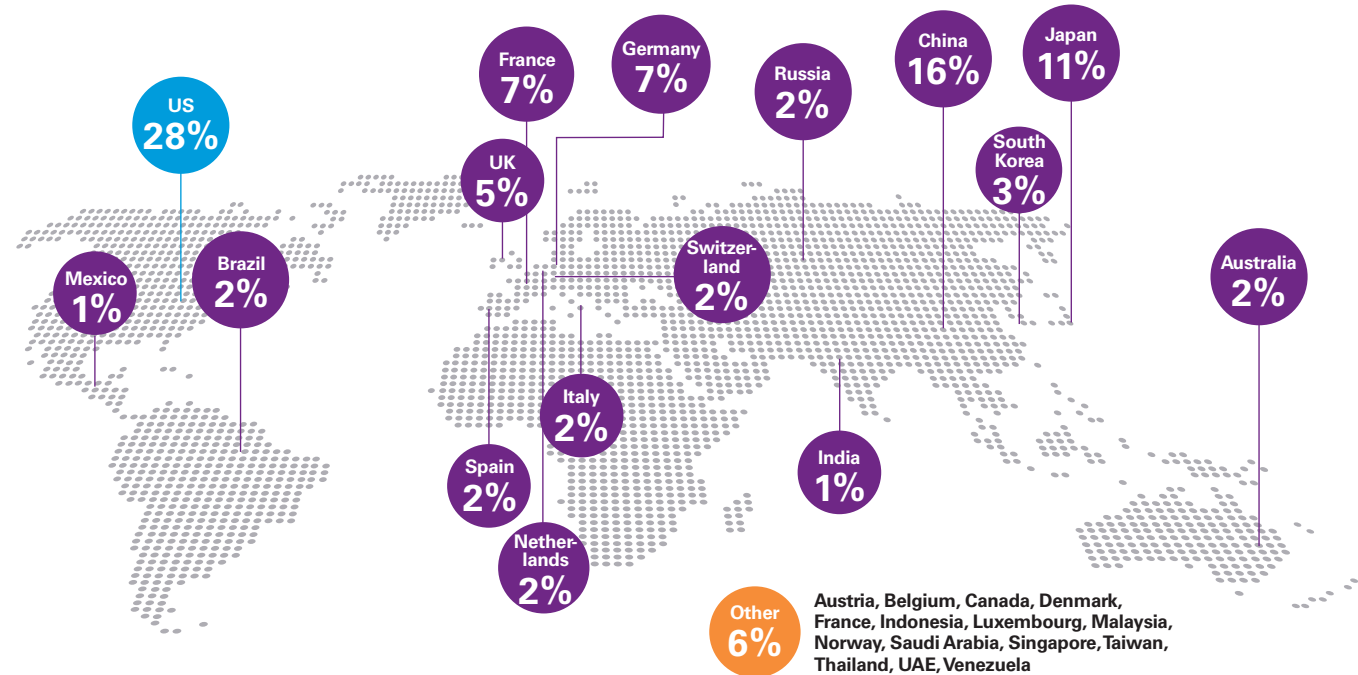 US
28%
France
7%
Germany
7%
Russia
2%
China
16%
Japan
11%
UK
5%
South
Korea
3%
Mexico
1%
Brazil
2%
Switzer-
land
2%
Australia
2%
Italy
2%
Spain
2%
India
1%
Nether-
lands
2%
Other
6%
Austria, Belgium, Canada, Denmark,
France, Indonesia, Luxembourg, Malaysia,
Norway, Saudi Arabia, Singapore, Taiwan,
Thailand, UAE, Venezuela